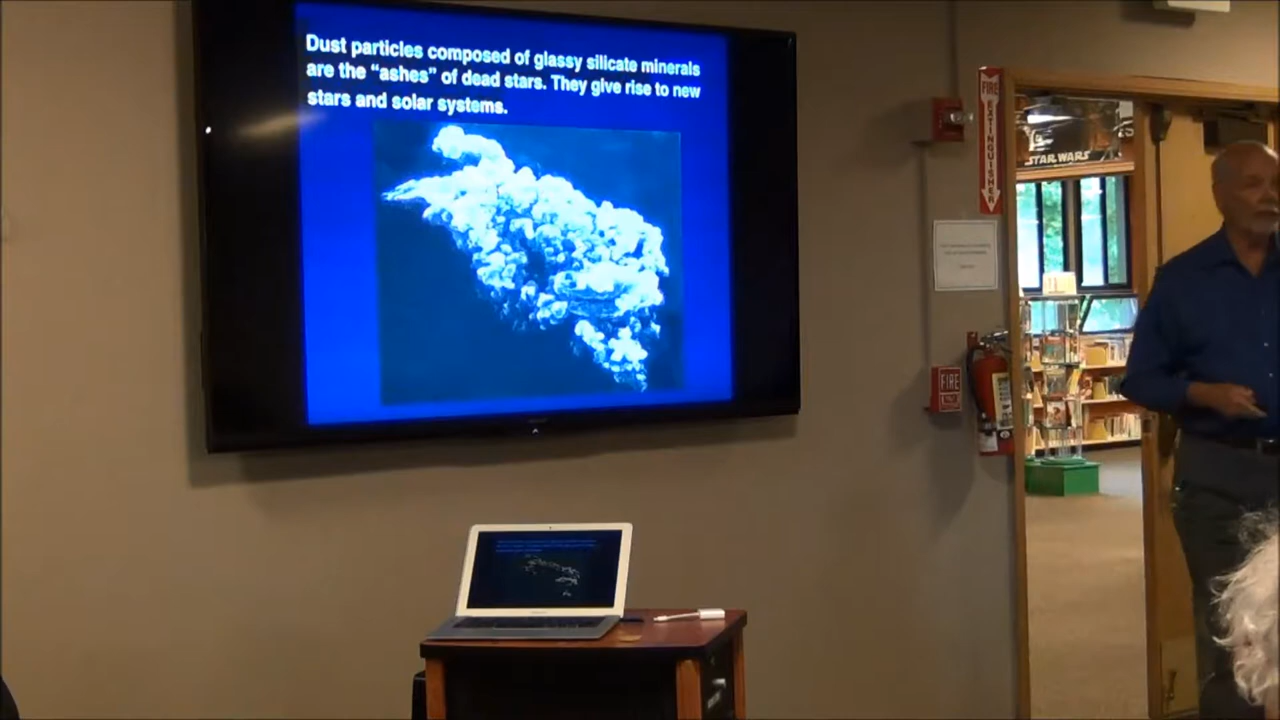 Dust particles composed of glassy silicate minerals
are the “ashes” of dead stars. They give rise to new
stars and solar systems.
FIRE
EXTINGUISHER
STAR WARS
FIRE